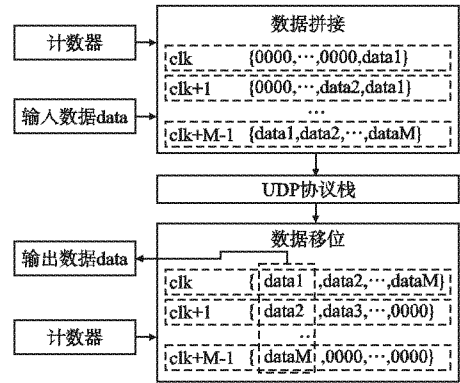 数据拼接
计数器
clk {0000,…,0000,data1}
clk+1 {0000,…,data2,data1}
输入数据data
…
clk+M-1 {data1,data2,…,dataM}
UDP协议栈
数据移位
输出数据data
clk { data1 ,data2,…,dataM}
clk+1 { data2 ,data3,…,0000}
计数器
…
clk+M-1 { dataM ,0000,…,0000}